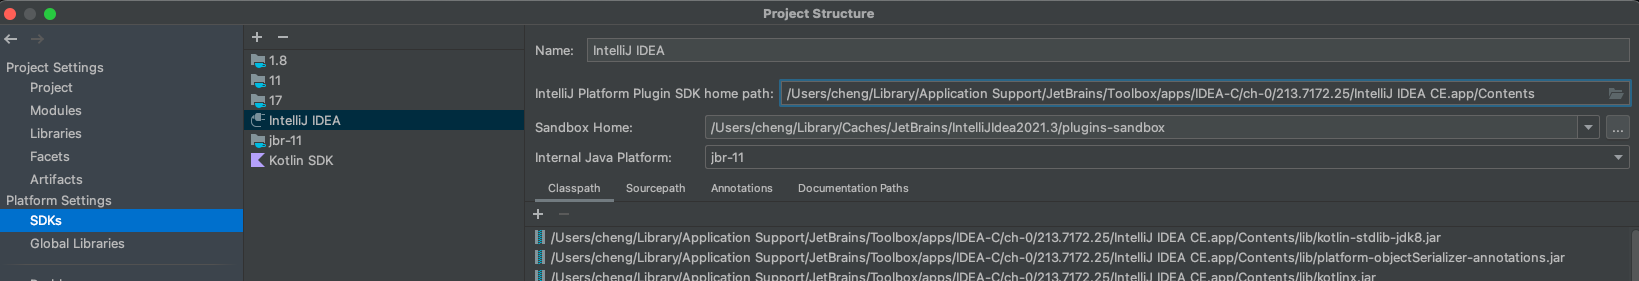 Project Structure
Project Settings
Project
Modules
Libraries
Facets
Artifacts
Platform Settings
SDKs
Global Libraries
1.8
11
17
IntelliJ IDEA
jbr-11
Kotlin SDK
Name: IntelliJ IDEA
IntelliJ Platform Plugin SDK home path: /Users/cheng/Library/Application Support/JetBrains/Toolbox/apps/IDEA-C/ch-0/213.7172.25/IntelliJ IDEA CE.app/Contents
Sandbox Home: /Users/cheng/Library/Caches/JetBrains/IntelliJIdea2021.3/plugins-sandbox ...
Internal Java Platform: jbr-11
Classpath Sourcepath Annotations Documentation Paths
/Users/cheng/Library/Application Support/JetBrains/Toolbox/apps/IDEA-C/ch-0/213.7172.25/IntelliJ IDEA CE.app/Contents/lib/kotlin-stdlib-jdk8.jar
/Users/cheng/Library/Application Support/JetBrains/Toolbox/apps/IDEA-C/ch-0/213.7172.25/IntelliJ IDEA CE.app/Contents/lib/platform-objectSerializer-annotations.jar
/Users/cheng/Library/Application Support/JetBrains/Toolbox/apps/IDEA-C/ch-0/213.7172.25/IntelliJ IDEA CE.app/Contents/lib/kotlinx.jar